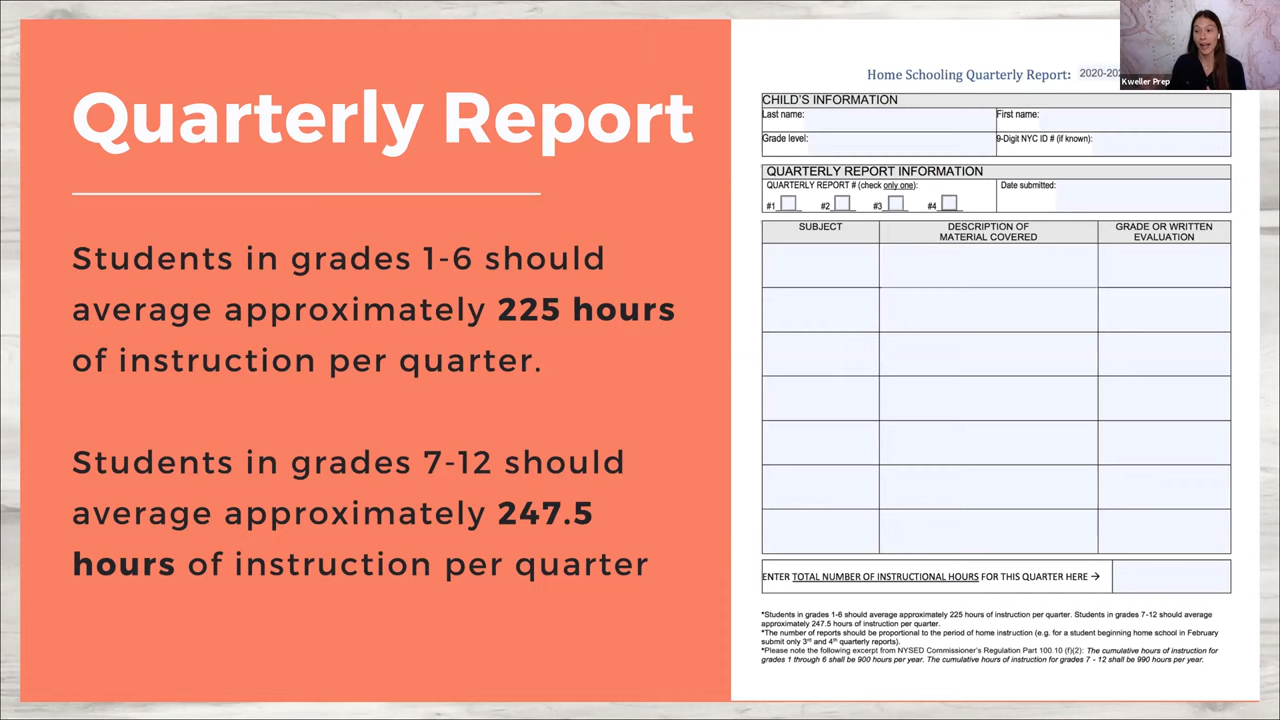 Quarterly Report
Students in grades 1-6 should
average approximately 225 hours
of instruction per quarter.
Students in grades 7-12 should
average approximately 247.5
hours of instruction per quarter
Kweller Prep
Home Schooling Quarterly Report:
CHILD'S INFORMATION
Last name: First name:
Grade level: 9-Digit NYC ID # (if known):
QUARTERLY REPORT INFORMATION
QUARTERLY REPORT # (check only one): Date submitted:
#1 #2 #3 #4
SUBJECT DESCRIPTION OF GRADE OR WRITTEN
MATERIAL COVERED EVALUATION
ENTER TOTAL NUMBER OF INSTRUCTIONAL HOURS FOR THIS QUARTER HERE →
*Students in grades 1-6 should average approximately 225 hours of instruction per quarter. Students in grades 7-12 should average
approximately 247.5 hours of instruction per quarter.
*The number of reports should be proportional to the period of home instruction (e.g. for a student beginning home school in February
submit only 3rd and 4th quarterly reports).
*Please note the following excerpt from NYSED Commissioner's Regulation Part 100.10 (f)(2): The cumulative hours of instruction for
grades 1 through 6 shall be 900 hours per year. The cumulative hours of instruction for grades 7 - 12 shall be 990 hours per year.